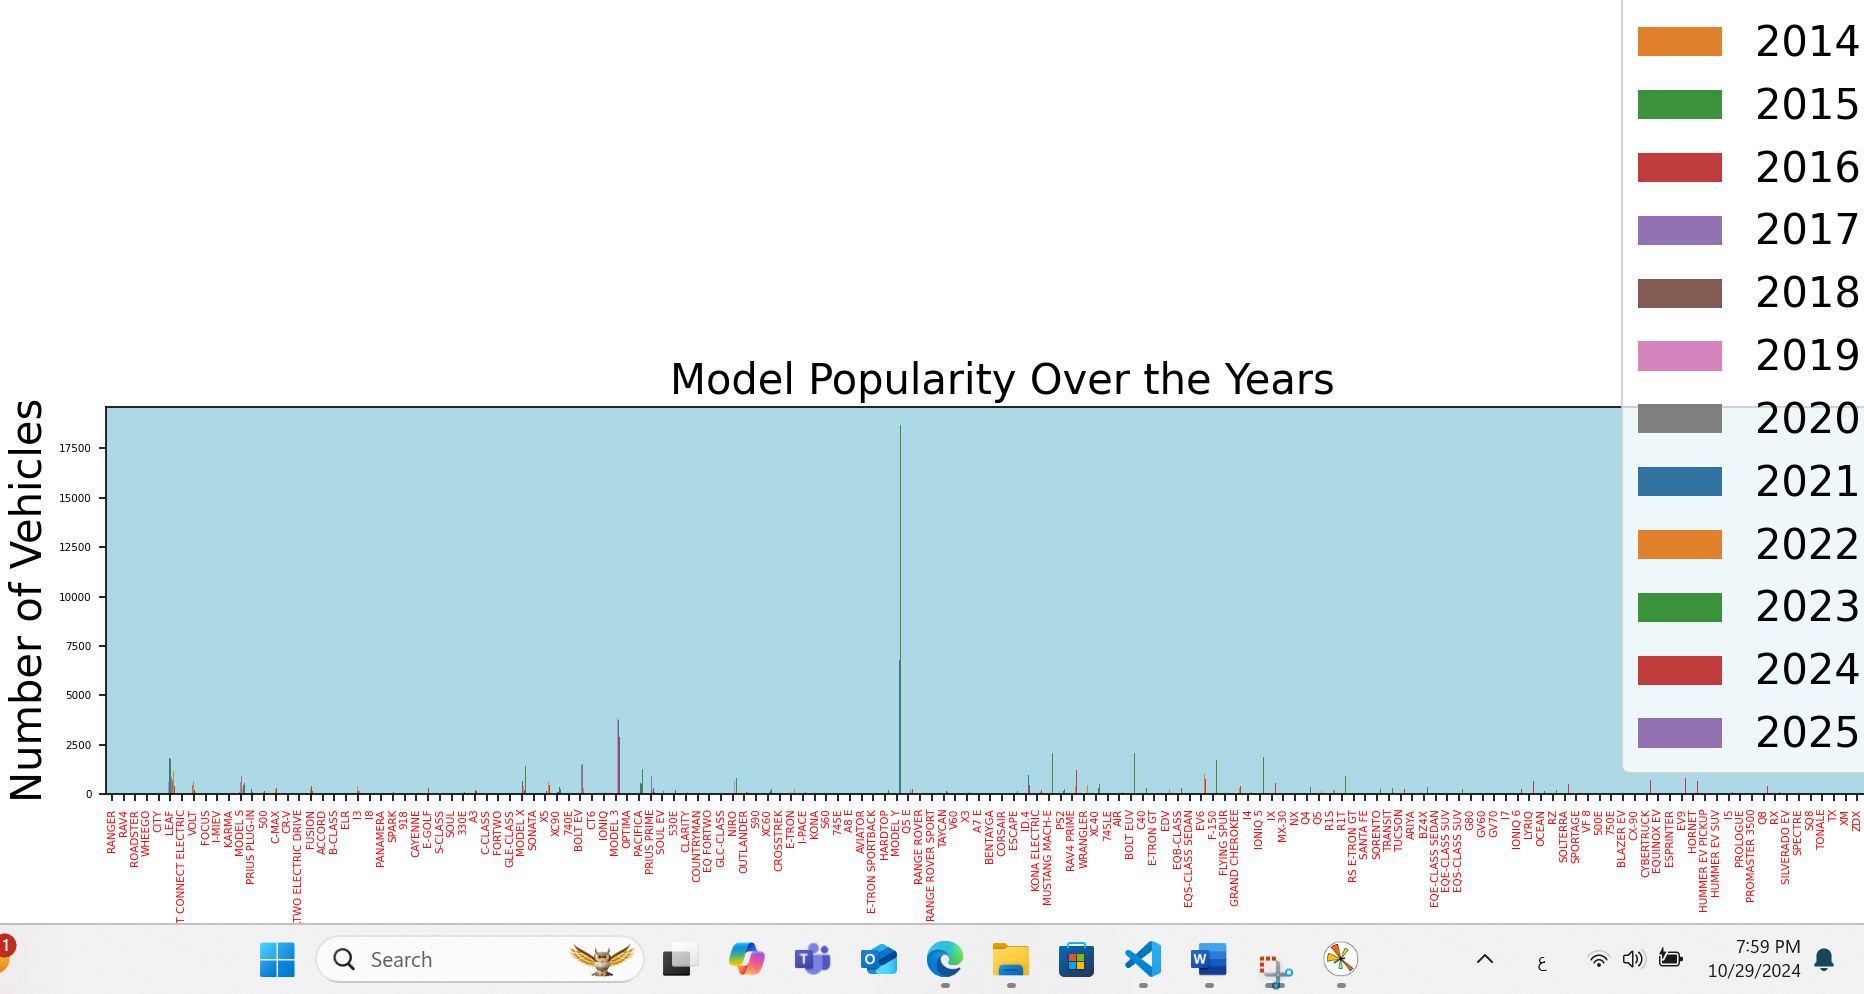 2014
2015
2016
2017
2018
2019
2020
2021
2022
2023
2024
2025
Model Popularity Over the Years
Number of Vehicles
17500
15000
12500
10000
7500
5000
2500
0
RANGER
RAV4
ROADSTER
WHEEGO
CITY
LEAF
T CONNECT ELECTRIC
VOLT
FOCUS
I-MIEV
KARMA
MODEL S
PRIUS PLUG-IN
500
C-MAX
CR-V
TWO ELECTRIC DRIVE
FUSION
ACCORD
B-CLASS
ELR
I3
I8
PANAMERA
SPARK
918
CAYENNE
E-GOLF
S-CLASS
SOUL
330E
A3
C-CLASS
FORTWO
GLE-CLASS
MODEL X
SONATA
X5
XC90
740E
BOLT EV
CT6
IONIQ
MODEL 3
OPTIMA
PACIFICA
PRIUS PRIME
SOUL EV
530E
CLARITY
COUNTRYMAN
EQ FORTWO
GLC-CLASS
NIRO
OUTLANDER
S90
XC60
CROSSTREK
E-TRON
I-PACE
KONA
S60
745E
A8 E
AVIATOR
E-TRON SPORTBACK
HARDTOP
MODEL Y
Q5 E
RANGE ROVER
RANGE ROVER SPORT
TAYCAN
V60
X3
A7 E
BENTAYGA
CORSAIR
ESCAPE
ID.4
KONA ELECTRIC
MUSTANG MACH-E
PS2
RAV4 PRIME
WRANGLER
XC40
745LE
AIR
BOLT EUV
C40
E-TRON GT
EDV
EQB-CLASS
EQS-CLASS SEDAN
EV6
F-150
FLYING SPUR
GRAND CHEROKEE
I4
IONIQ 5
IX
MX-30
NX
Q4
Q5
R1S
R1T
RS E-TRON GT
SANTA FE
SORENTO
TRANSIT
TUCSON
ARIYA
BZ4X
EQE-CLASS SEDAN
EQE-CLASS SUV
EQS-CLASS SUV
G80
GV60
GV70
I7
IONIQ 6
LYRIQ
OCEAN
RZ
SOLTERRA
SPORTAGE
VF 8
S0E
750E
BLAZER EV
CX-90
CYBERTRUCK
EQUINOX EV
ESPRINTER
EV9
HORNET
HUMMER EV PICKUP
HUMMER EV SUV
I5
PROLOGUE
PROMASTER 3500
Q8
RX
SILVERADO EV
SPECTRE
SQ8
TONALE
TX
XM
ZDX
1
Search
ع
7:59 PM
10/29/2024